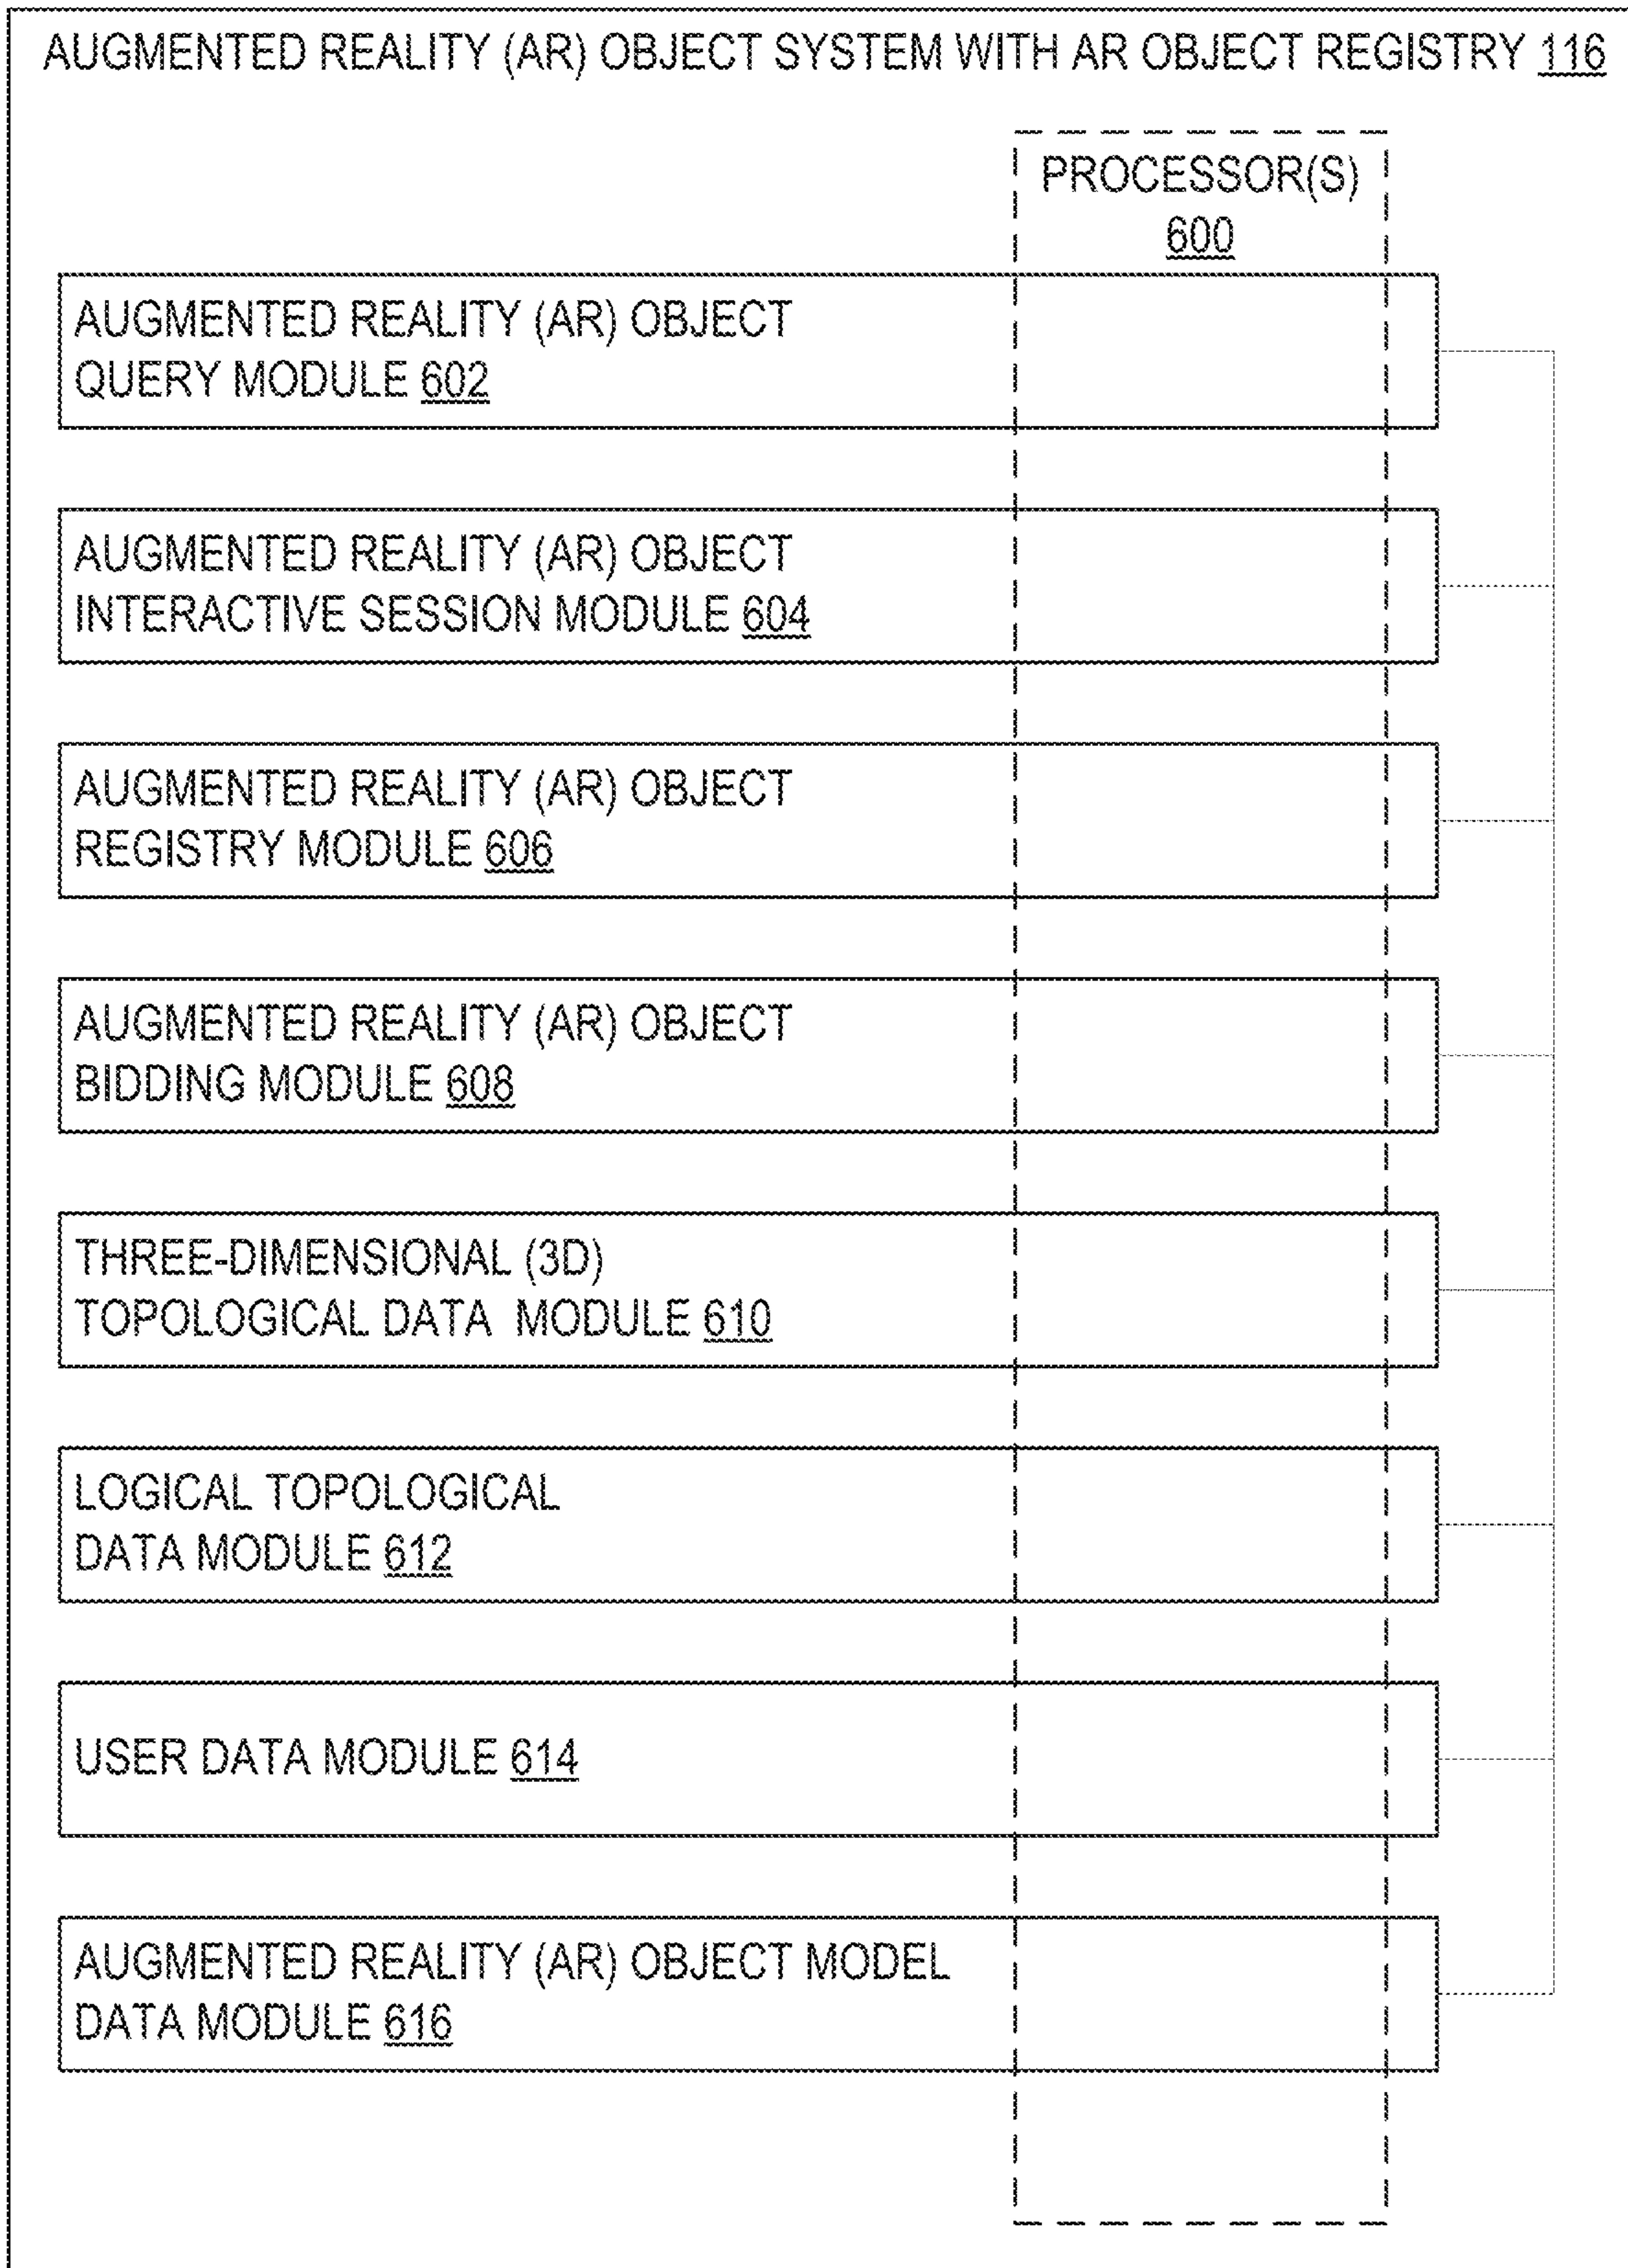 AUGMENTED REALITY (AR) OBJECT SYSTEM WITH AR OBJECT REGISTRY 116
PROCESSOR(S)
600
AUGMENTED REALITY (AR) OBJECT
QUERY MODULE 602
AUGMENTED REALITY (AR) OBJECT
INTERACTIVE SESSION MODULE 604
AUGMENTED REALITY (AR) OBJECT
REGISTRY MODULE 606
AUGMENTED REALITY (AR) OBJECT
BIDDING MODULE 608
THREE-DIMENSIONAL (3D)
TOPOLOGICAL DATA MODULE 610
LOGICAL TOPOLOGICAL
DATA MODULE 612
USER DATA MODULE 614
AUGMENTED REALITY (AR) OBJECT MODEL
DATA MODULE 616